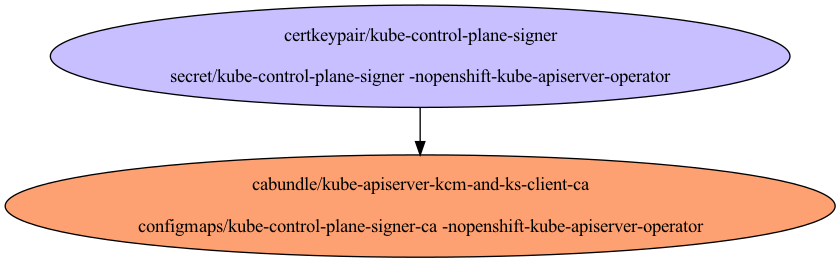 certkeypair/kube-control-plane-signer
secret/kube-control-plane-signer -nopenshift-kube-apiserver-operator
cabundle/kube-apiserver-kcm-and-ks-client-ca
configmaps/kube-control-plane-signer-ca -nopenshift-kube-apiserver-operator